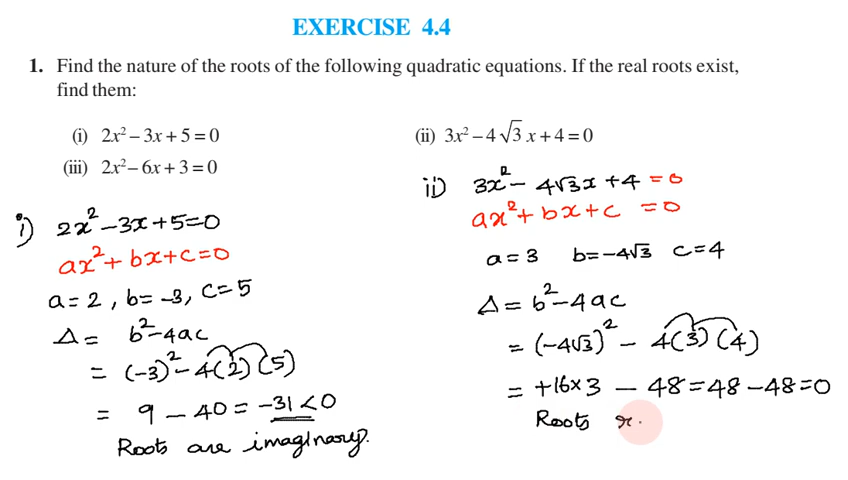 EXERCISE 4.4
1. Find the nature of the roots of the following quadratic equations. If the real roots exist,
find them:
(i) 2x² – 3x + 5 = 0
(ii) 3x² – 4√3 x + 4 = 0
(iii) 2x² – 6x + 3 = 0
i) 2x² – 3x + 5 = 0
ax² + bx + c = 0
a = 2 , b = -3, c = 5
Δ = b² - 4ac
= (-3)² - 4(2)(5)
= 9 - 40 = -31 < 0
Roots are imaginary.
ii) 3x² - 4√3x + 4 = 0
ax² + bx + c = 0
a = 3 b = -4√3 c = 4
Δ = b² - 4ac
= (-4√3)² - 4(3)(4)
= +16×3 - 48 = 48 - 48 = 0
Roots